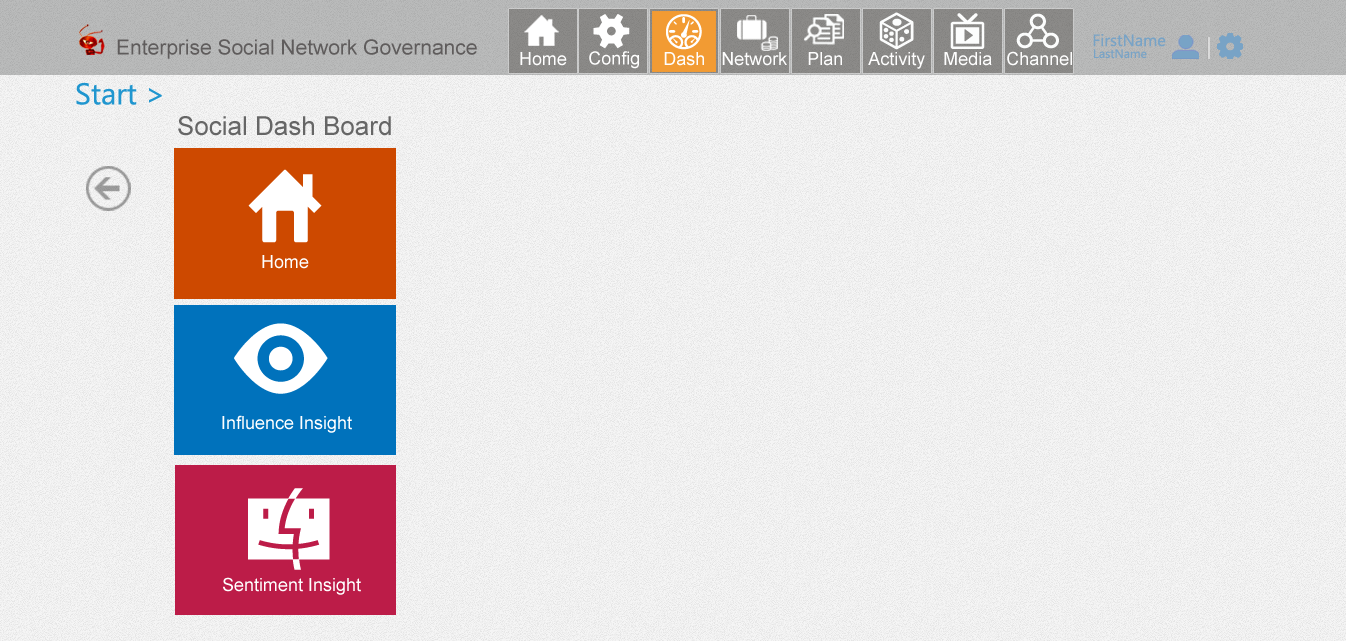 Enterprise Social Network Governance
Home
Config
Dash
Network
Plan
Activity
Media
Channel
FirstName
LastName
Start >
Social Dash Board
Home
Influence Insight
Sentiment Insight